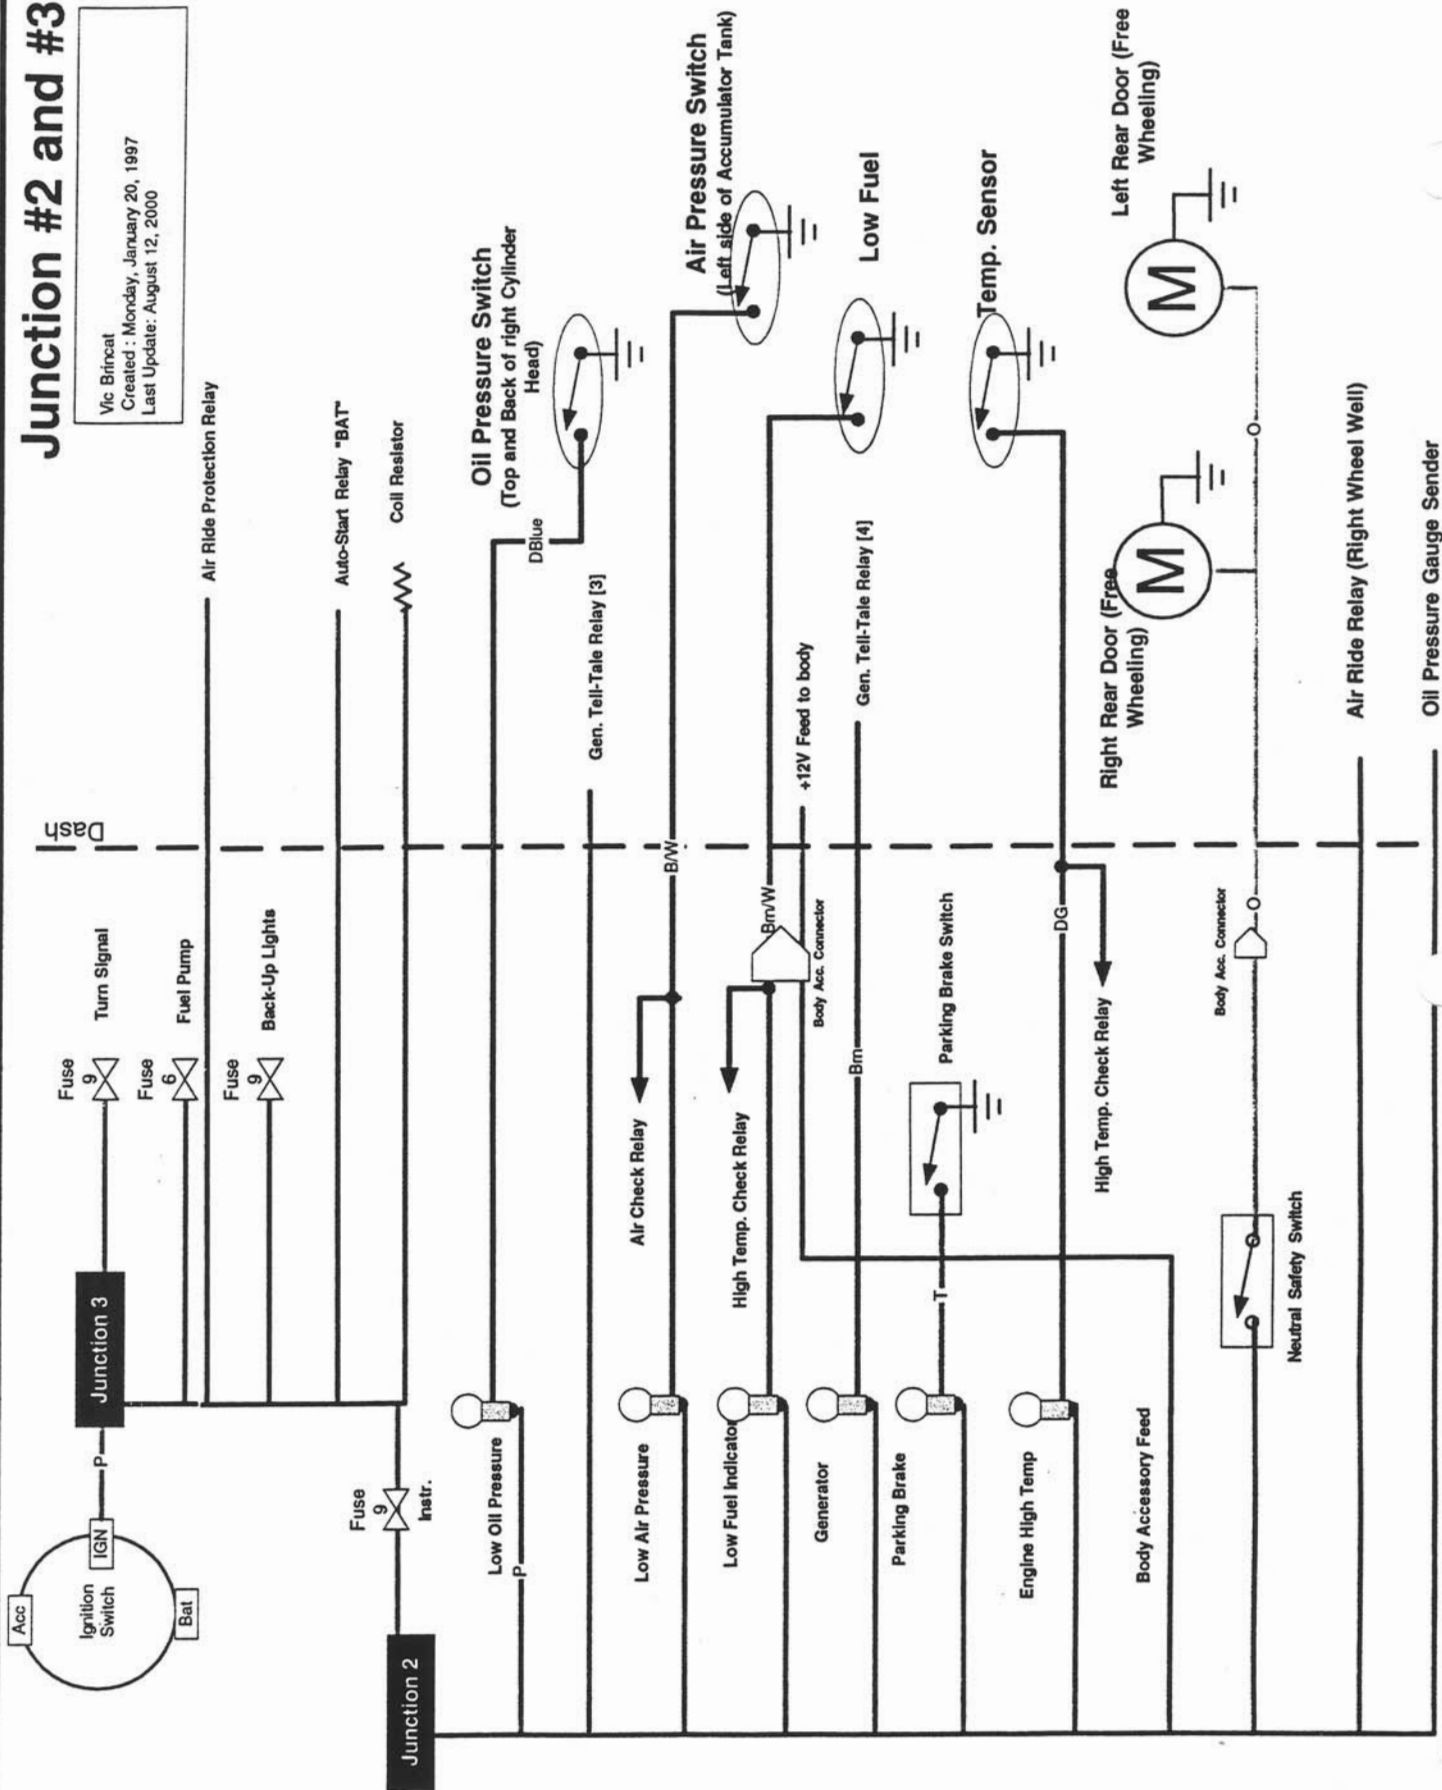 Junction #2 and #3
Vic Brincat
Created : Monday, January 20, 1997
Last Update: August 12, 2000
Dash
Acc
Ignition
Switch
IGN
Bat
P
Junction 3
Fuse
9
Turn Signal
Fuse
6
Fuel Pump
Air Ride Protection Relay
Fuse
9
Back-Up Lights
Auto-Start Relay "BAT"
Coil Resistor
Fuse
9
Instr.
Junction 2
Low Oil Pressure
P
DBlue
Oil Pressure Switch
(Top and Back of right Cylinder
Head)
Gen. Tell-Tale Relay [3]
Low Air Pressure
Air Check Relay
B/W
Air Pressure Switch
(Left side of Accumulator Tank)
Low Fuel Indicator
High Temp. Check Relay
Brn/W
Body Acc. Connector
Low Fuel
+12V Feed to body
Generator
Brn
Gen. Tell-Tale Relay [4]
Parking Brake
T
Parking Brake Switch
Engine High Temp
DG
High Temp. Check Relay
Temp. Sensor
Body Accessory Feed
Neutral Safety Switch
Body Acc. Connector
Right Rear Door (Free
Wheeling)
M
Left Rear Door (Free
Wheeling)
M
Air Ride Relay (Right Wheel Well)
Oil Pressure Gauge Sender